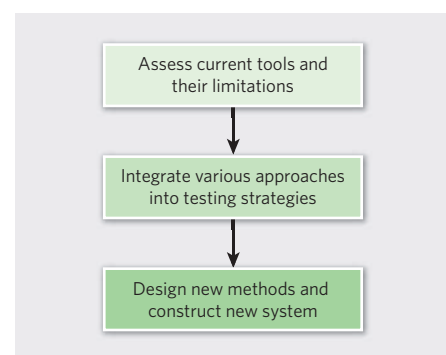 Assess current tools and
their limitations
Integrate various approaches
into testing strategies
Design new methods and
construct new system